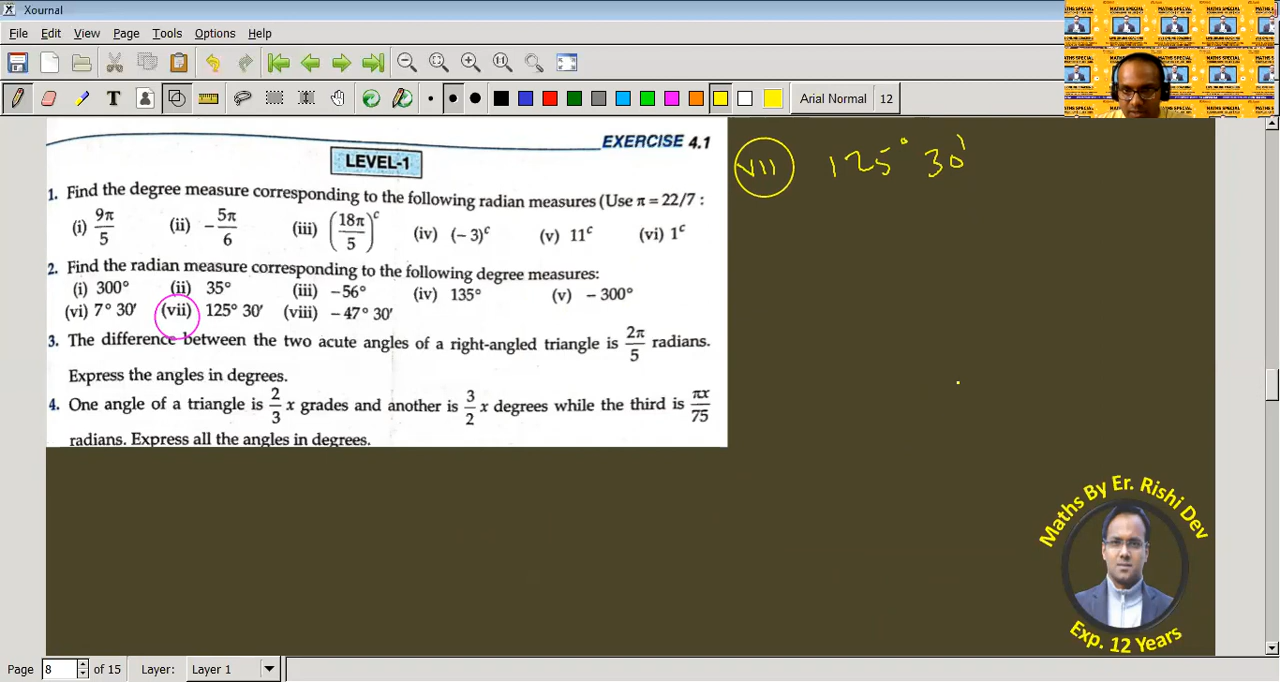 Xournal
File Edit View Page Tools Options Help
Arial Normal 12
EXERCISE 4.1
LEVEL-1
1. Find the degree measure corresponding to the following radian measures (Use π = 22/7 :
(i) 9π/5 (ii) − 5π/6 (iii) (18π/5)ᶜ (iv) (− 3)ᶜ (v) 11ᶜ (vi) 1ᶜ
2. Find the radian measure corresponding to the following degree measures:
(i) 300° (ii) 35° (iii) −56° (iv) 135° (v) − 300°
(vi) 7° 30′ (vii) 125° 30′ (viii) − 47° 30′
3. The difference between the two acute angles of a right-angled triangle is 2π/5 radians.
Express the angles in degrees.
4. One angle of a triangle is 2/3 x grades and another is 3/2 x degrees while the third is πx/75
radians. Express all the angles in degrees.
VII 125° 30′
Maths By Er. Rishi Dev
Exp. 12 Years
Page 8 of 15 Layer: Layer 1